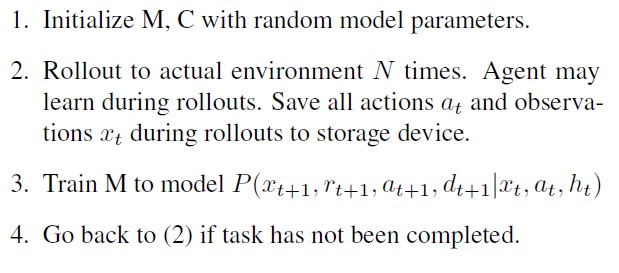 1. Initialize M, C with random model parameters.
2. Rollout to actual environment N times. Agent may
learn during rollouts. Save all actions a_t and observa-
tions x_t during rollouts to storage device.
3. Train M to model P(x_{t+1}, r_{t+1}, a_{t+1}, d_{t+1}|x_t, a_t, h_t)
4. Go back to (2) if task has not been completed.